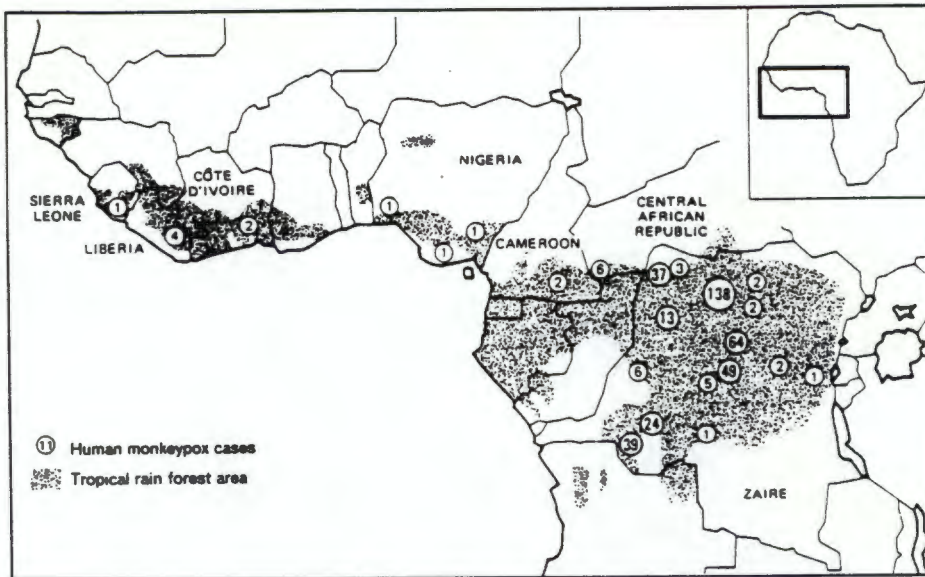 NIGERIA
CÔTE
D'IVOIRE
SIERRA
LEONE
LIBERIA
CENTRAL
AFRICAN
REPUBLIC
CAMEROON
ZAIRE
1
4
2
1
1
1
2
6
37
3
138
2
2
13
64
49
2
1
6
5
24
39
1
11 Human monkeypox cases
Tropical rain forest area